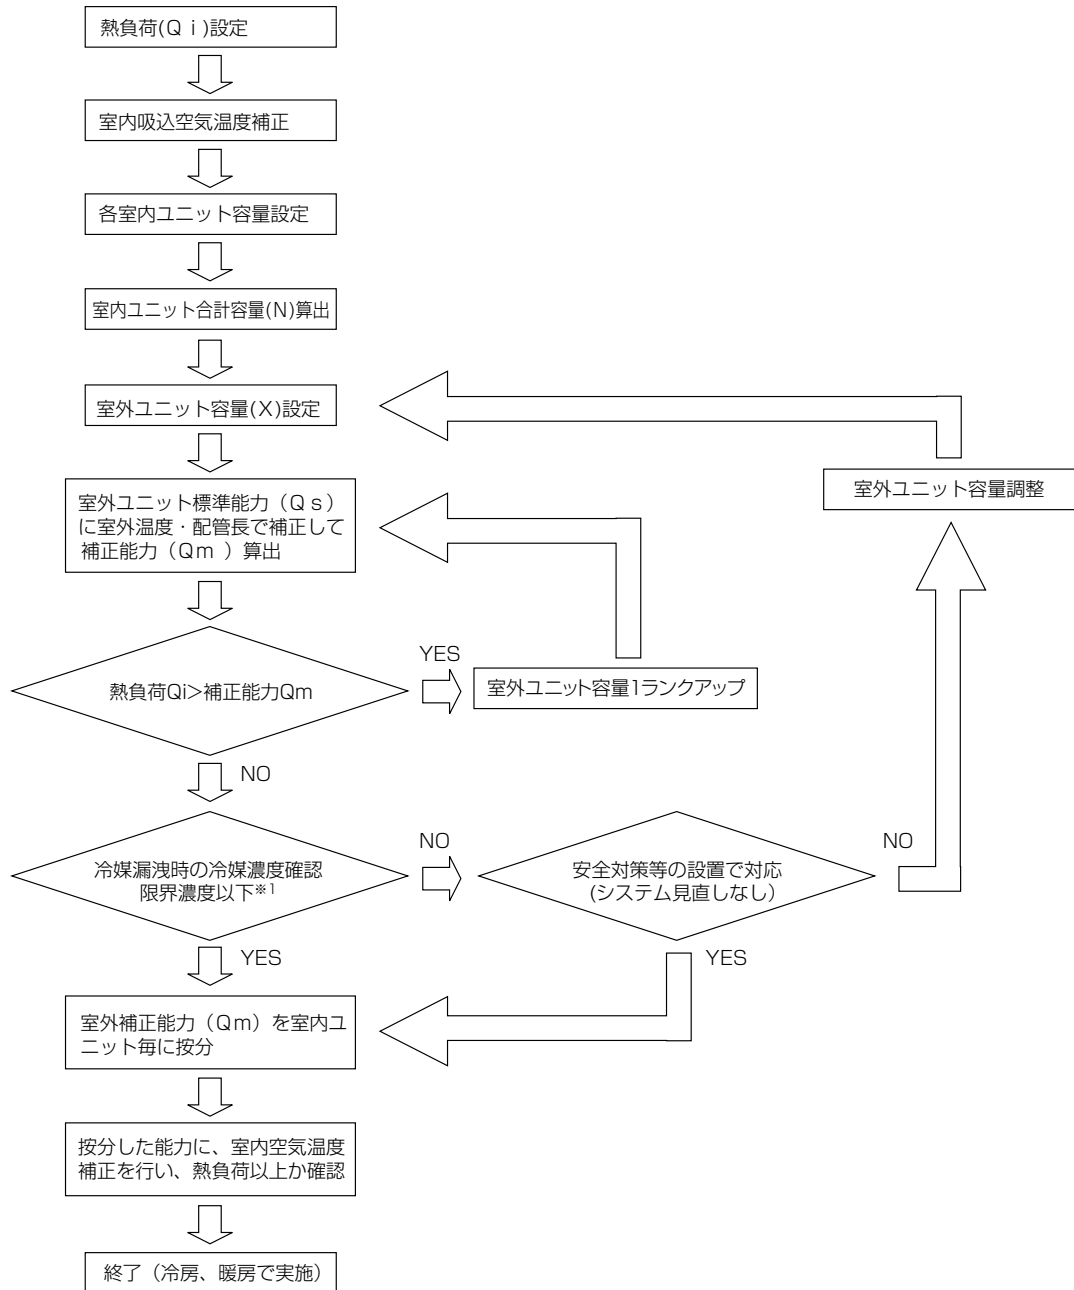 熱負荷(Ｑｉ)設定
室内吸込空気温度補正
各室内ユニット容量設定
室内ユニット合計容量(N)算出
室外ユニット容量(X)設定
室外ユニット容量調整
室外ユニット標準能力（Ｑｓ）
に室外温度・配管長で補正して
補正能力（Ｑｍ ）算出
熱負荷Qi>補正能力Qm
YES
室外ユニット容量1ランクアップ
NO
冷媒漏洩時の冷媒濃度確認
限界濃度以下※1
NO
安全対策等の設置で対応
(システム見直しなし）
NO
YES
YES
室外補正能力（Ｑｍ）を室内ユ
ニット毎に按分
按分した能力に、室内空気温度
補正を行い、熱負荷以上か確認
終了（冷房、暖房で実施）